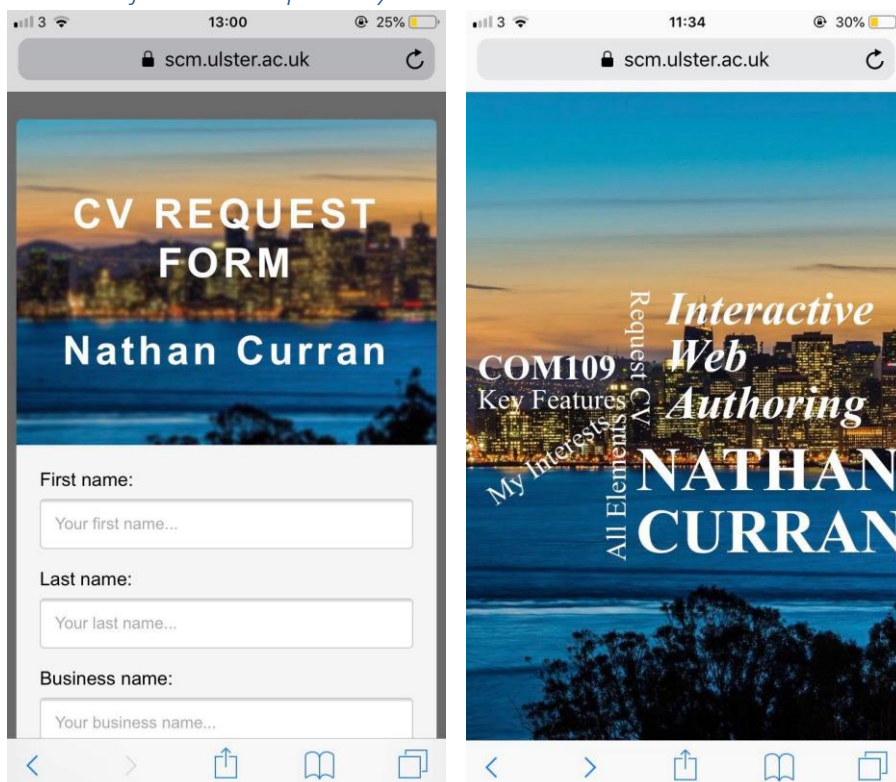 3
13:00
25%
scm.ulster.ac.uk
CV REQUEST
FORM
Nathan Curran
First name:
Your first name...
Last name:
Your last name...
Business name:
Your business name...
3
11:34
30%
scm.ulster.ac.uk
Interactive
Web
Authoring
Request CV
COM109
Key Features
My Interests
All Elements
NATHAN
CURRAN